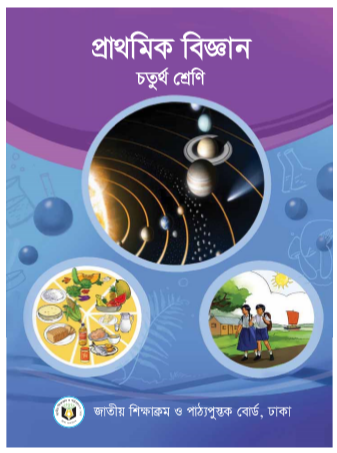 প্রাথমিক বিজ্ঞান
চতুর্থ শ্রেণি
জাতীয় শিক্ষাক্রম ও পাঠ্যপুস্তক বোর্ড, ঢাকা